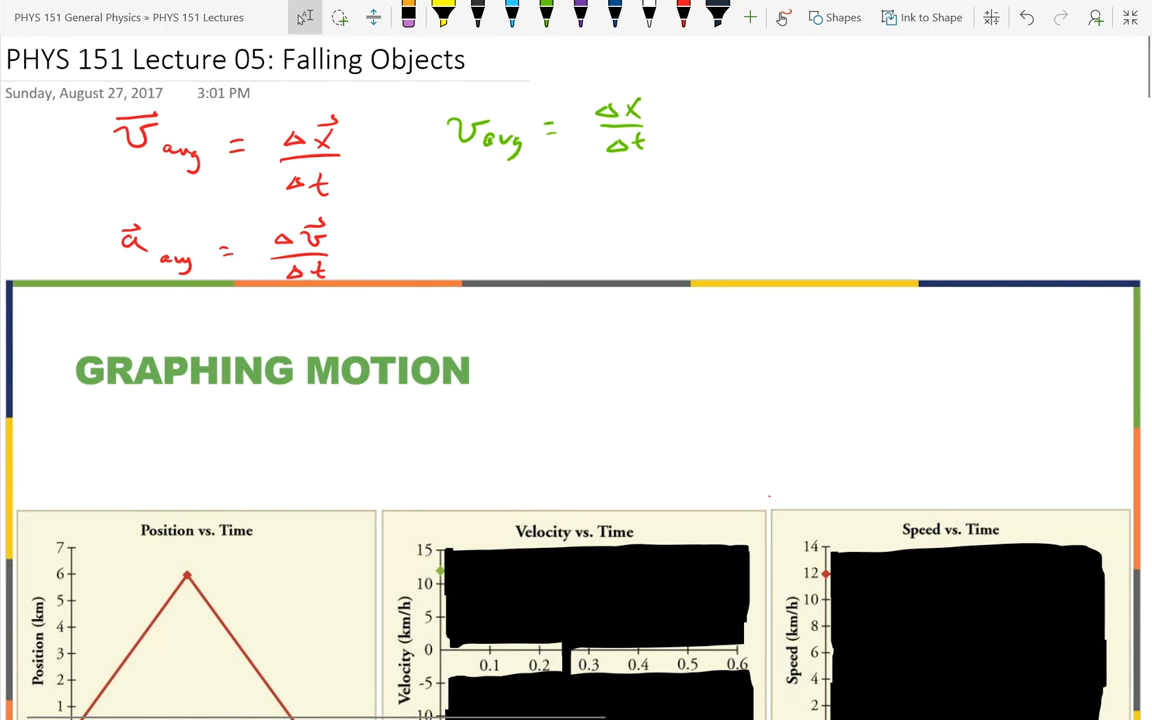 PHYS 151 General Physics » PHYS 151 Lectures
Shapes
Ink to Shape
PHYS 151 Lecture 05: Falling Objects
Sunday, August 27, 2017 3:01 PM
v⃗ avg = Δx⃗ / Δt
v avg = Δx / Δt
a⃗ avg = Δv⃗ / Δt
GRAPHING MOTION
Position vs. Time
7
6
5
4
3
2
1
Position (km)
Velocity vs. Time
15
10
5
0
-5
-10
Velocity (km/h)
0.1 0.2 0.3 0.4 0.5 0.6
Speed vs. Time
14
12
10
8
6
4
2
Speed (km/h)